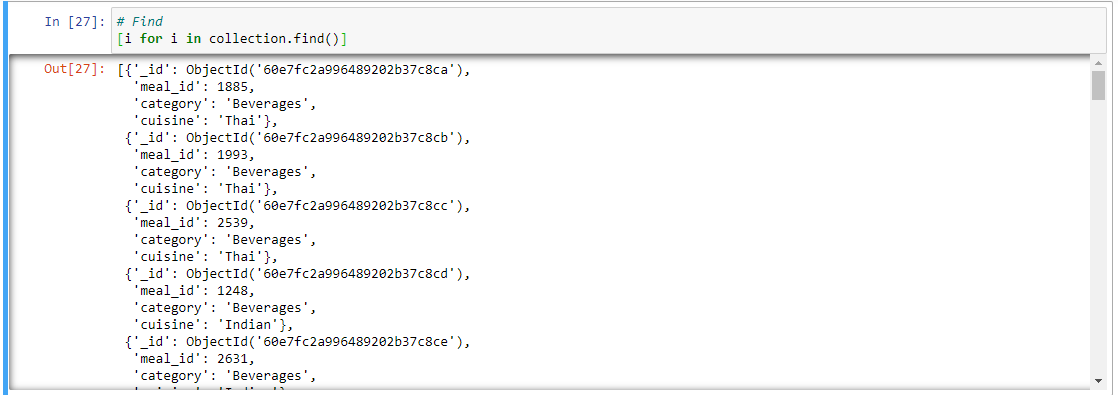 In [27]: # Find
[i for i in collection.find()]
Out[27]: [{'_id': ObjectId('60e7fc2a996489202b37c8ca'),
'meal_id': 1885,
'category': 'Beverages',
'cuisine': 'Thai'},
{'_id': ObjectId('60e7fc2a996489202b37c8cb'),
'meal_id': 1993,
'category': 'Beverages',
'cuisine': 'Thai'},
{'_id': ObjectId('60e7fc2a996489202b37c8cc'),
'meal_id': 2539,
'category': 'Beverages',
'cuisine': 'Thai'},
{'_id': ObjectId('60e7fc2a996489202b37c8cd'),
'meal_id': 1248,
'category': 'Beverages',
'cuisine': 'Indian'},
{'_id': ObjectId('60e7fc2a996489202b37c8ce'),
'meal_id': 2631,
'category': 'Beverages',